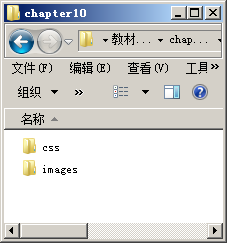 chapter10
教材... chap...
文件(F) 编辑(E) 查看(V) 工具»
组织 »
名称
css
images